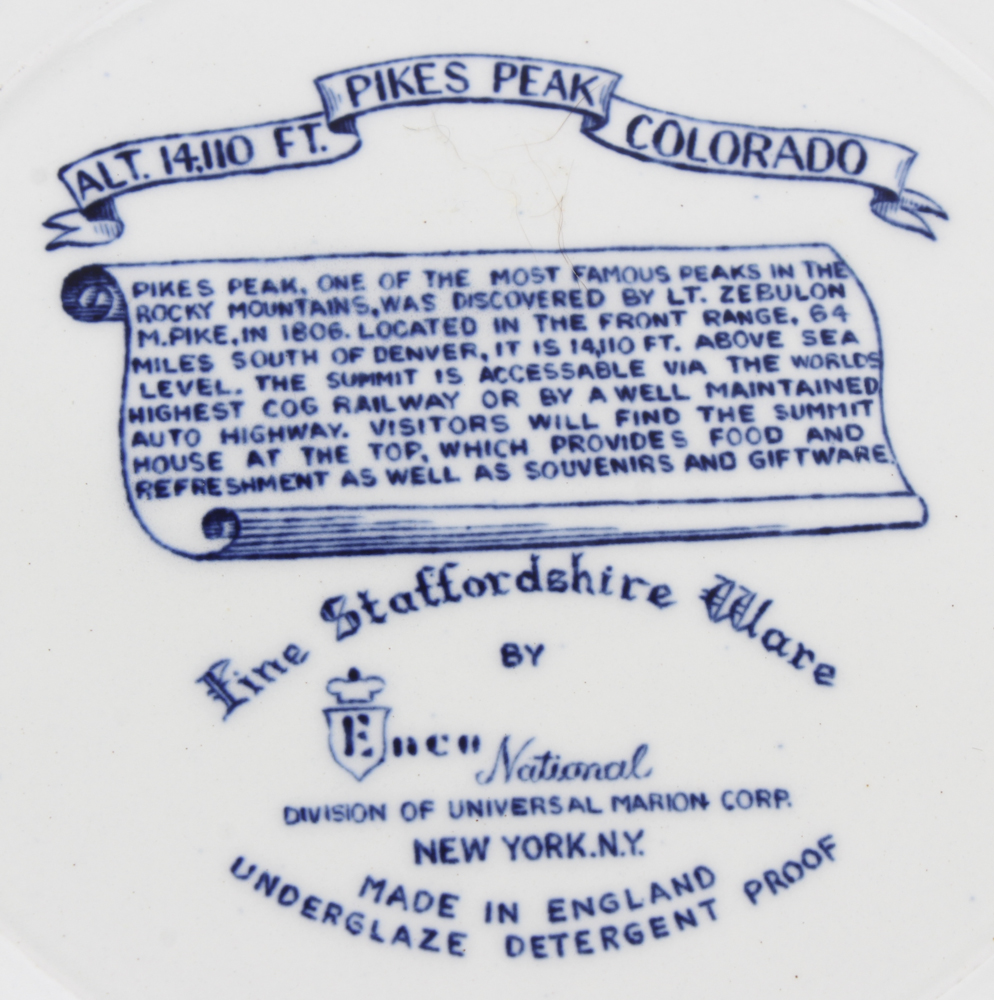 ALT. 14,110 FT. PIKES PEAK COLORADO
PIKES PEAK, ONE OF THE MOST FAMOUS PEAKS IN THE
ROCKY MOUNTAINS, WAS DISCOVERED BY LT. ZEBULON
M. PIKE, IN 1806. LOCATED IN THE FRONT RANGE, 64
MILES SOUTH OF DENVER, IT IS 14,110 FT. ABOVE SEA
LEVEL. THE SUMMIT IS ACCESSABLE VIA THE WORLDS
HIGHEST COG RAILWAY OR BY A WELL MAINTAINED
AUTO HIGHWAY. VISITORS WILL FIND THE SUMMIT
HOUSE AT THE TOP, WHICH PROVIDES FOOD AND
REFRESHMENT AS WELL AS SOUVENIRS AND GIFTWARE.
Fine Staffordshire Ware
BY
Enco National
DIVISION OF UNIVERSAL MARION CORP.
NEW YORK.N.Y.
MADE IN ENGLAND
UNDERGLAZE DETERGENT PROOF